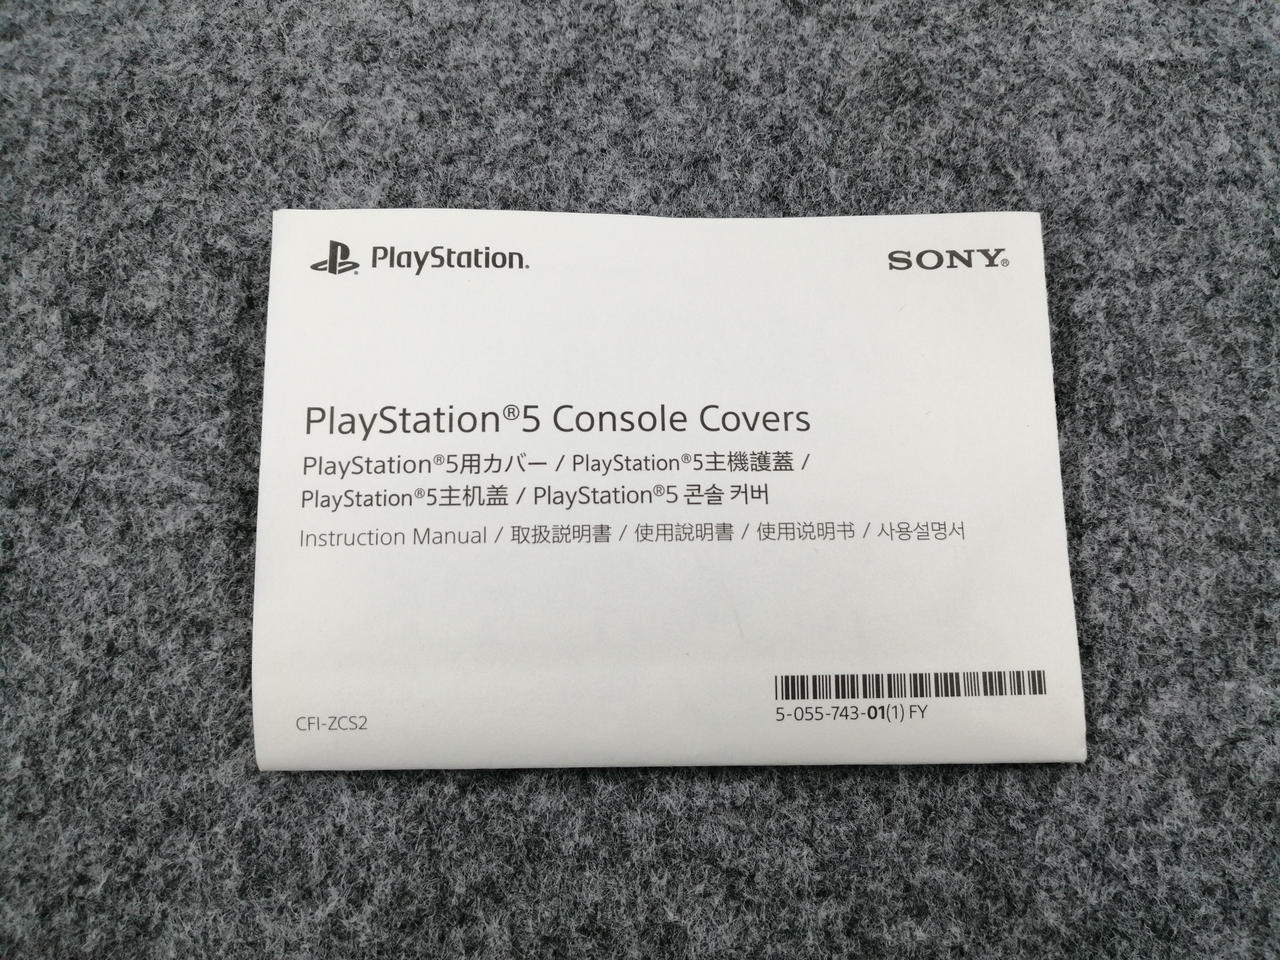 PlayStation®
SONY®
PlayStation®5 Console Covers
PlayStation®5用カバー / PlayStation®5主機護蓋 /
PlayStation®5主机盖 / PlayStation®5 콘솔 커버
Instruction Manual / 取扱説明書 / 使用說明書 / 使用说明书 / 사용설명서
5-055-743-01(1) FY
CFI-ZCS2